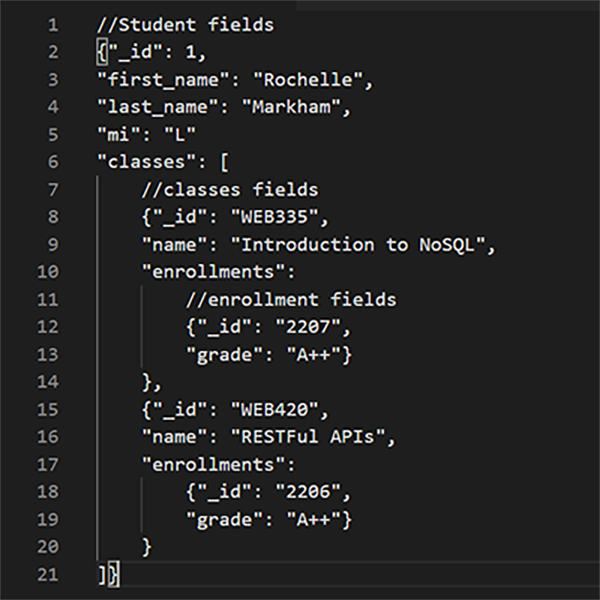 1 //Student fields
2 {"_id": 1,
3 "first_name": "Rochelle",
4 "last_name": "Markham",
5 "mi": "L"
6 "classes": [
7 //classes fields
8 {"_id": "WEB335",
9 "name": "Introduction to NoSQL",
10 "enrollments":
11 //enrollment fields
12 {"_id": "2207",
13 "grade": "A++"}
14 },
15 {"_id": "WEB420",
16 "name": "RESTFul APIs",
17 "enrollments":
18 {"_id": "2206",
19 "grade": "A++"}
20 }
21 ]}